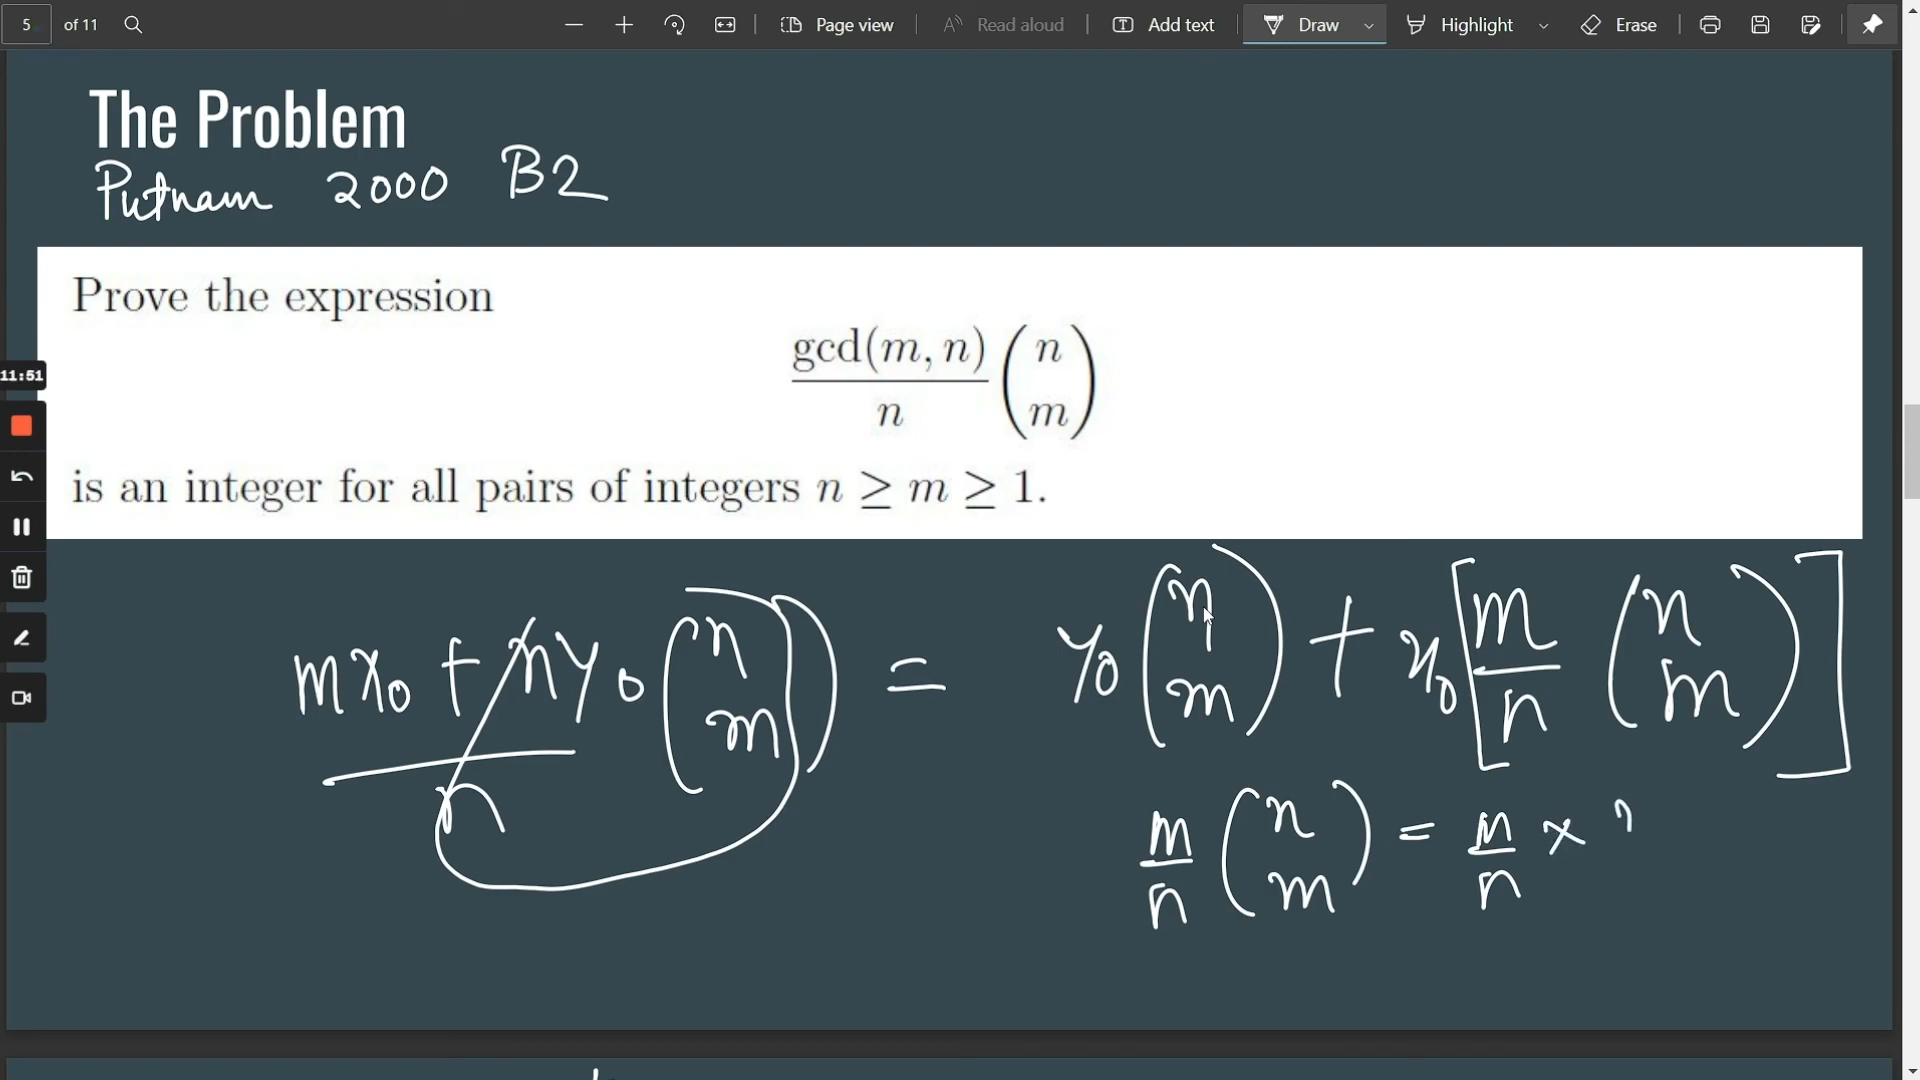 5 of 11 Page view Read aloud Add text Draw Highlight Erase
The Problem
Putnam 2000 B2
Prove the expression
gcd(m, n)/n (n m)
is an integer for all pairs of integers n ≥ m ≥ 1.
11:51
mx₀ + ny₀/n (n m) = y₀ (n m) + x₀ [m/n (n m)]
m/n (n m) = m/n ×